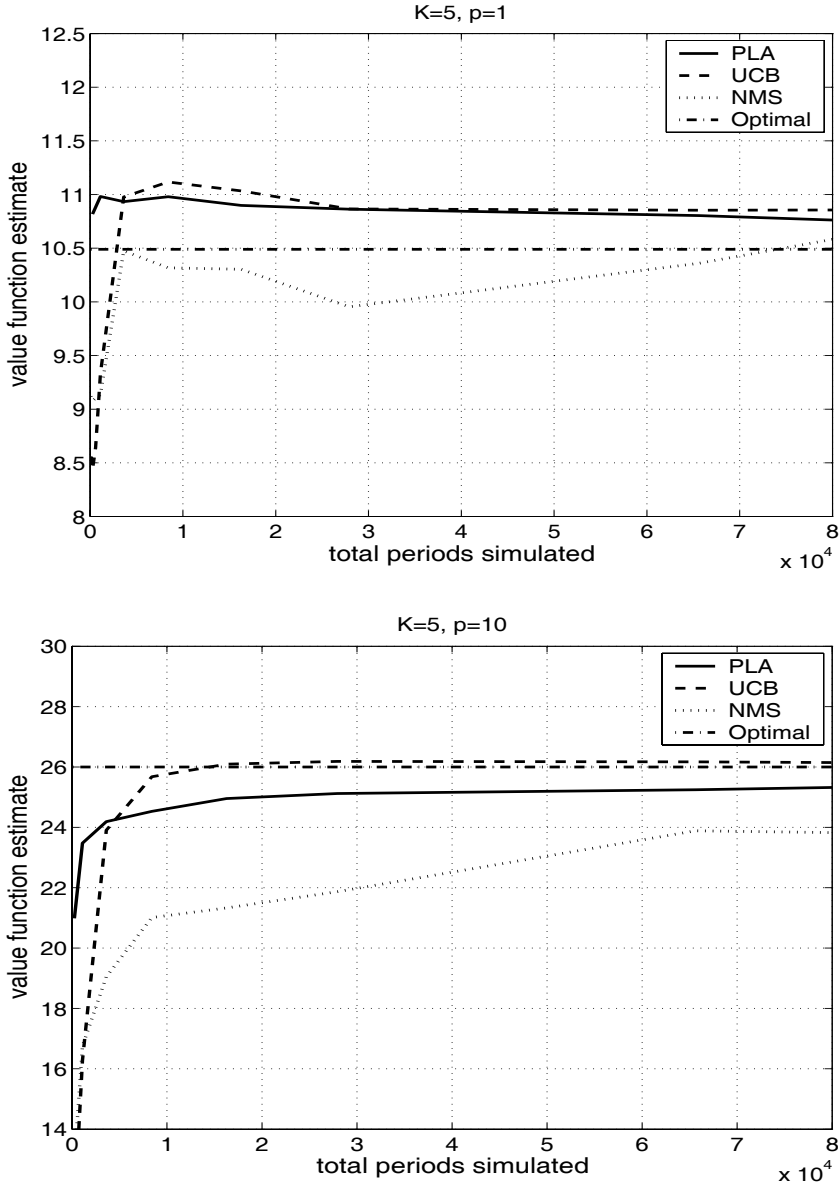 K=5, p=1
12.5
12
11.5
11
10.5
10
9.5
9
8.5
8
value function estimate
PLA
UCB
NMS
Optimal
0 1 2 3 4 5 6 7 8
total periods simulated
x 10^4
K=5, p=10
30
28
26
24
22
20
18
16
14
value function estimate
PLA
UCB
NMS
Optimal
0 1 2 3 4 5 6 7 8
total periods simulated
x 10^4